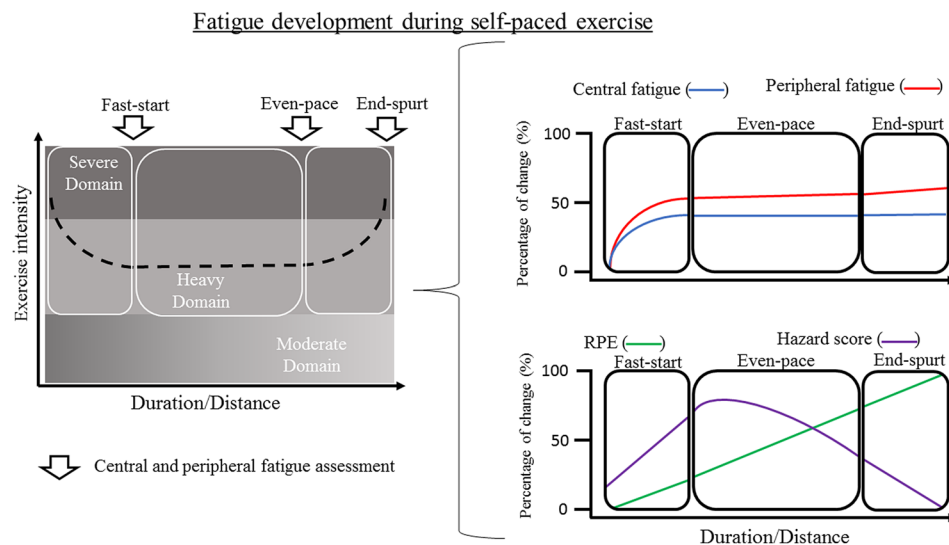 Fatigue development during self-paced exercise
Fast-start
Even-pace
End-spurt
Exercise intensity
Severe
Domain
Heavy
Domain
Moderate
Domain
Duration/Distance
Central and peripheral fatigue assessment
Central fatigue ( )
Peripheral fatigue ( )
Fast-start
Even-pace
End-spurt
Percentage of change (%)
100
50
0
RPE ( )
Hazard score ( )
Fast-start
Even-pace
End-spurt
Percentage of change (%)
100
50
0
Duration/Distance